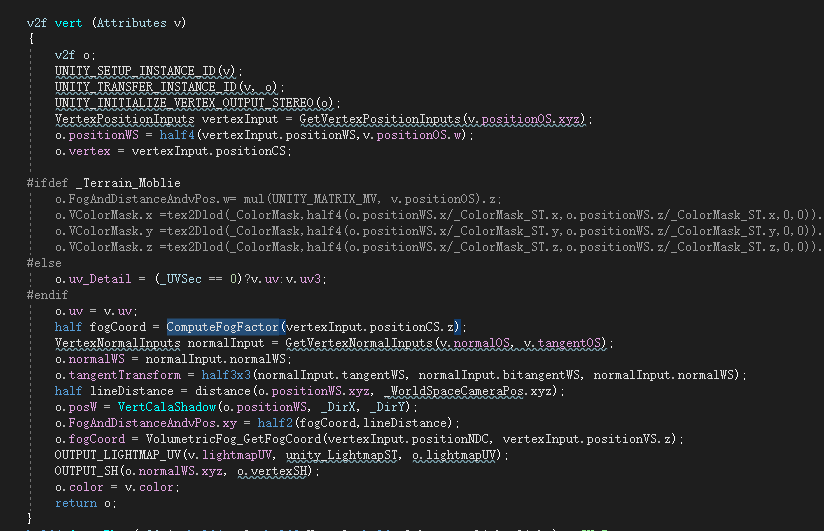 v2f vert (Attributes v)
{
v2f o;
UNITY_SETUP_INSTANCE_ID(v);
UNITY_TRANSFER_INSTANCE_ID(v, o);
UNITY_INITIALIZE_VERTEX_OUTPUT_STEREO(o);
VertexPositionInputs vertexInput = GetVertexPositionInputs(v.positionOS.xyz);
o.positionWS = half4(vertexInput.positionWS,v.positionOS.w);
o.vertex = vertexInput.positionCS;
#ifdef _Terrain_Moblie
o.FogAndDistanceAndvPos.w= mul(UNITY_MATRIX_MV, v.positionOS).z;
o.VColorMask.x =tex2Dlod(_ColorMask,half4(o.positionWS.x/_ColorMask_ST.x,o.positionWS.z/_ColorMask_ST.x,0,0)).
o.VColorMask.y =tex2Dlod(_ColorMask,half4(o.positionWS.x/_ColorMask_ST.y,o.positionWS.z/_ColorMask_ST.y,0,0)).
o.VColorMask.z =tex2Dlod(_ColorMask,half4(o.positionWS.x/_ColorMask_ST.z,o.positionWS.z/_ColorMask_ST.z,0,0)).
#else
o.uv_Detail = (_UVSec == 0)?v.uv:v.uv3;
#endif
o.uv = v.uv;
half fogCoord = ComputeFogFactor(vertexInput.positionCS.z);
VertexNormalInputs normalInput = GetVertexNormalInputs(v.normalOS, v.tangentOS);
o.normalWS = normalInput.normalWS;
o.tangentTransform = half3x3(normalInput.tangentWS, normalInput.bitangentWS, normalInput.normalWS);
half lineDistance = distance(o.positionWS.xyz, _WorldSpaceCameraPos.xyz);
o.posW = VertCalaShadow(o.positionWS, _DirX, _DirY);
o.FogAndDistanceAndvPos.xy = half2(fogCoord,lineDistance);
o.fogCoord = VolumetricFog_GetFogCoord(vertexInput.positionNDC, vertexInput.positionVS.z);
OUTPUT_LIGHTMAP_UV(v.lightmapUV, unity_LightmapST, o.lightmapUV);
OUTPUT_SH(o.normalWS.xyz, o.vertexSH);
o.color = v.color;
return o;
}